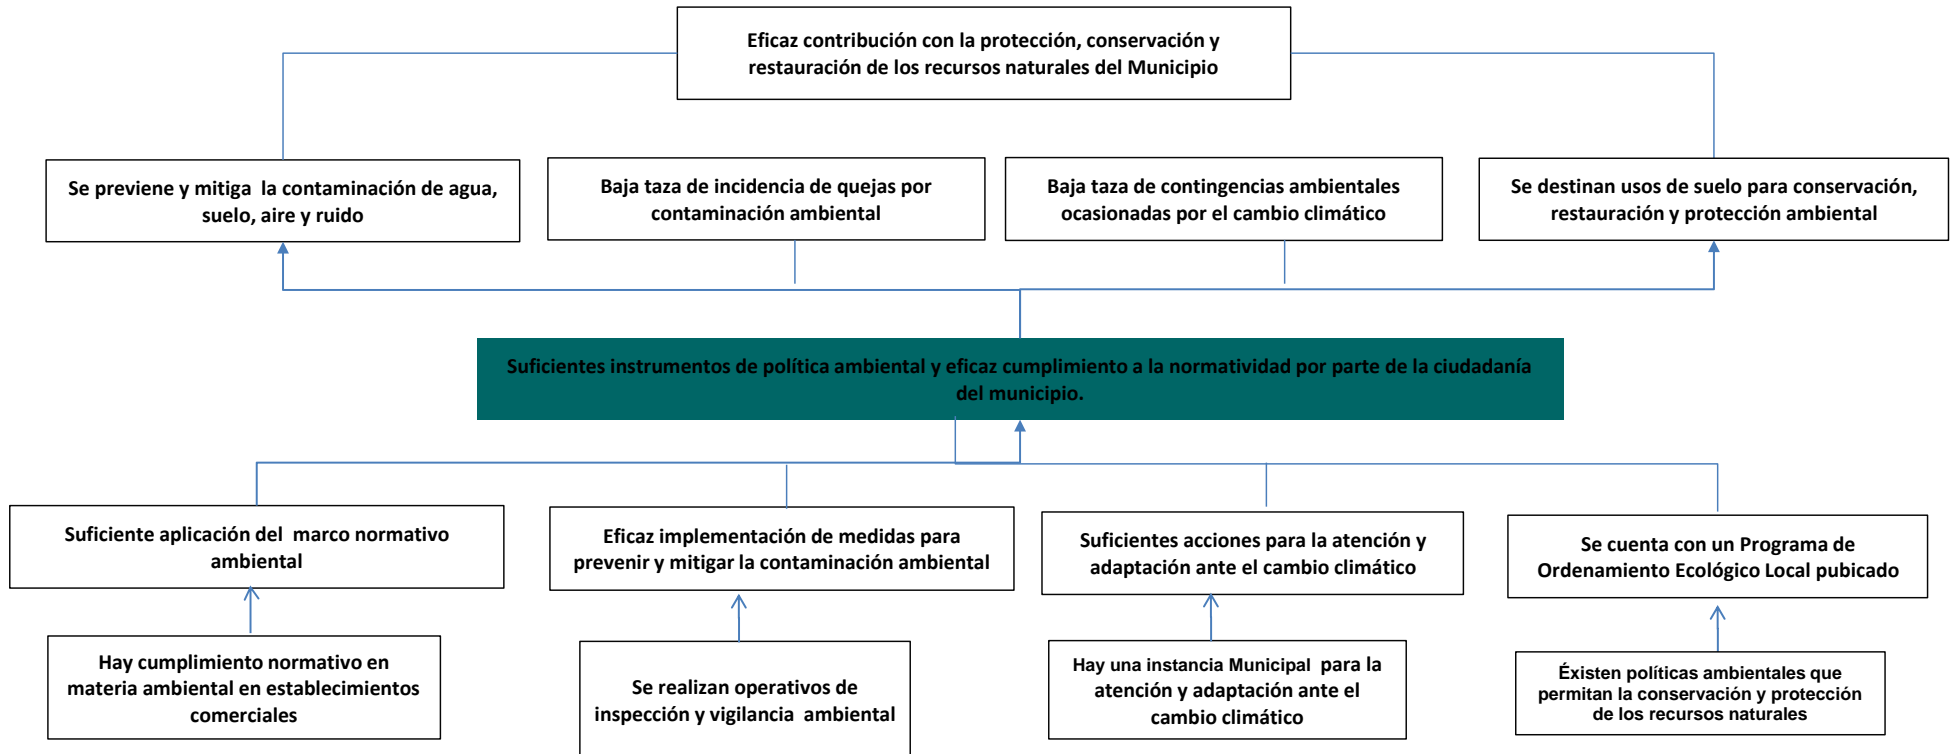 Eficaz contribución con la protección, conservación y
restauración de los recursos naturales del Municipio
Se previene y mitiga la contaminación de agua,
suelo, aire y ruido
Baja taza de incidencia de quejas por
contaminación ambiental
Baja taza de contingencias ambientales
ocasionadas por el cambio climático
Se destinan usos de suelo para conservación,
restauración y protección ambiental
Suficientes instrumentos de política ambiental y eficaz cumplimiento a la normatividad por parte de la ciudadanía
del municipio.
Suficiente aplicación del marco normativo
ambiental
Eficaz implementación de medidas para
prevenir y mitigar la contaminación ambiental
Suficientes acciones para la atención y
adaptación ante el cambio climático
Se cuenta con un Programa de
Ordenamiento Ecológico Local pubicado
Hay cumplimiento normativo en
materia ambiental en establecimientos
comerciales
Se realizan operativos de
inspección y vigilancia ambiental
Hay una instancia Municipal para la
atención y adaptación ante el
cambio climático
Éxisten políticas ambientales que
permitan la conservación y protección
de los recursos naturales